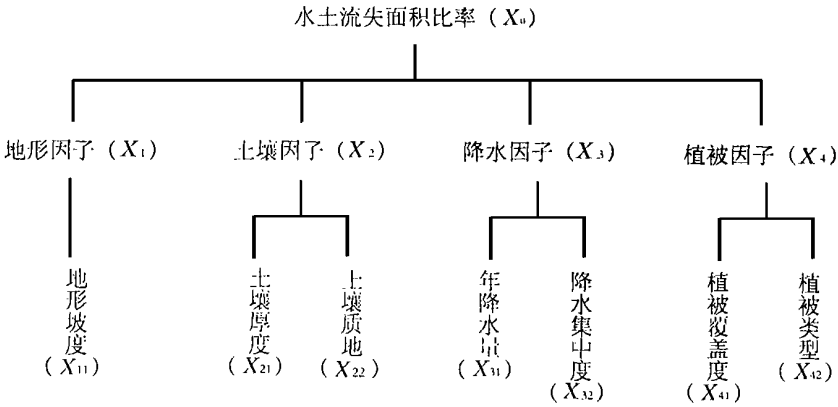 水土流失面积比率（X₀）
地形因子（X₁）
土壤因子（X₂）
降水因子（X₃）
植被因子（X₄）
地形坡度（X₁₁）
土壤厚度（X₂₁）
土壤质地（X₂₂）
年降水量（X₃₁）
降水集中度（X₃₂）
植被覆盖度（X₄₁）
植被类型（X₄₂）